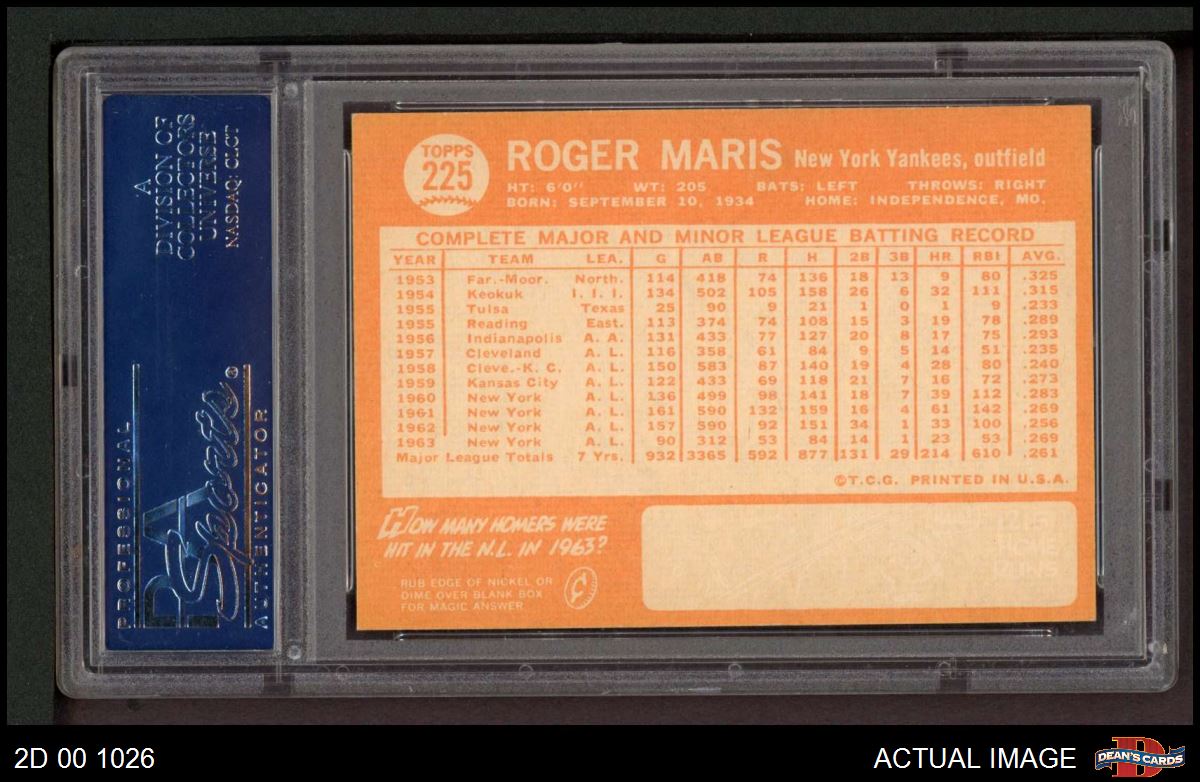 A
DIVISION OF
COLLECTORS
UNIVERSE
NASDAQ: CLCT
PROFESSIONAL
PSA
Sports®
AUTHENTICATOR
TOPPS
225
ROGER MARIS New York Yankees, outfield
HT: 6'0" WT: 205 BATS: LEFT THROWS: RIGHT
BORN: SEPTEMBER 10, 1934 HOME: INDEPENDENCE, MO.
COMPLETE MAJOR AND MINOR LEAGUE BATTING RECORD
YEAR TEAM LEA. G AB R H 2B 3B HR RBI AVG.
1953 Far.-Moor. North. 114 418 74 136 18 13 9 80 .325
1954 Keokuk I. I. I. 134 502 105 158 26 6 32 111 .315
1955 Tulsa Texas 25 90 9 21 1 0 1 9 .233
1955 Reading East. 113 374 74 108 15 3 19 78 .289
1956 Indianapolis A. A. 131 433 77 127 20 8 17 75 .293
1957 Cleveland A. L. 116 358 61 84 9 5 14 51 .235
1958 Cleve.-K. C. A. L. 150 583 87 140 19 4 28 80 .240
1959 Kansas City A. L. 122 433 69 118 21 7 16 72 .273
1960 New York A. L. 136 499 98 141 18 7 39 112 .283
1961 New York A. L. 161 590 132 159 16 4 61 142 .269
1962 New York A. L. 157 590 92 151 34 1 33 100 .256
1963 New York A. L. 90 312 53 84 14 1 23 53 .269
Major League Totals 7 Yrs. 932 3365 592 877 131 29 214 610 .261
©T.C.G. PRINTED IN U.S.A.
HOW MANY HOMERS WERE
HIT IN THE N.L. IN 1963?
RUB EDGE OF NICKEL OR
DIME OVER BLANK BOX
FOR MAGIC ANSWER
2D 00 1026
ACTUAL IMAGE
DEAN'S CARDS